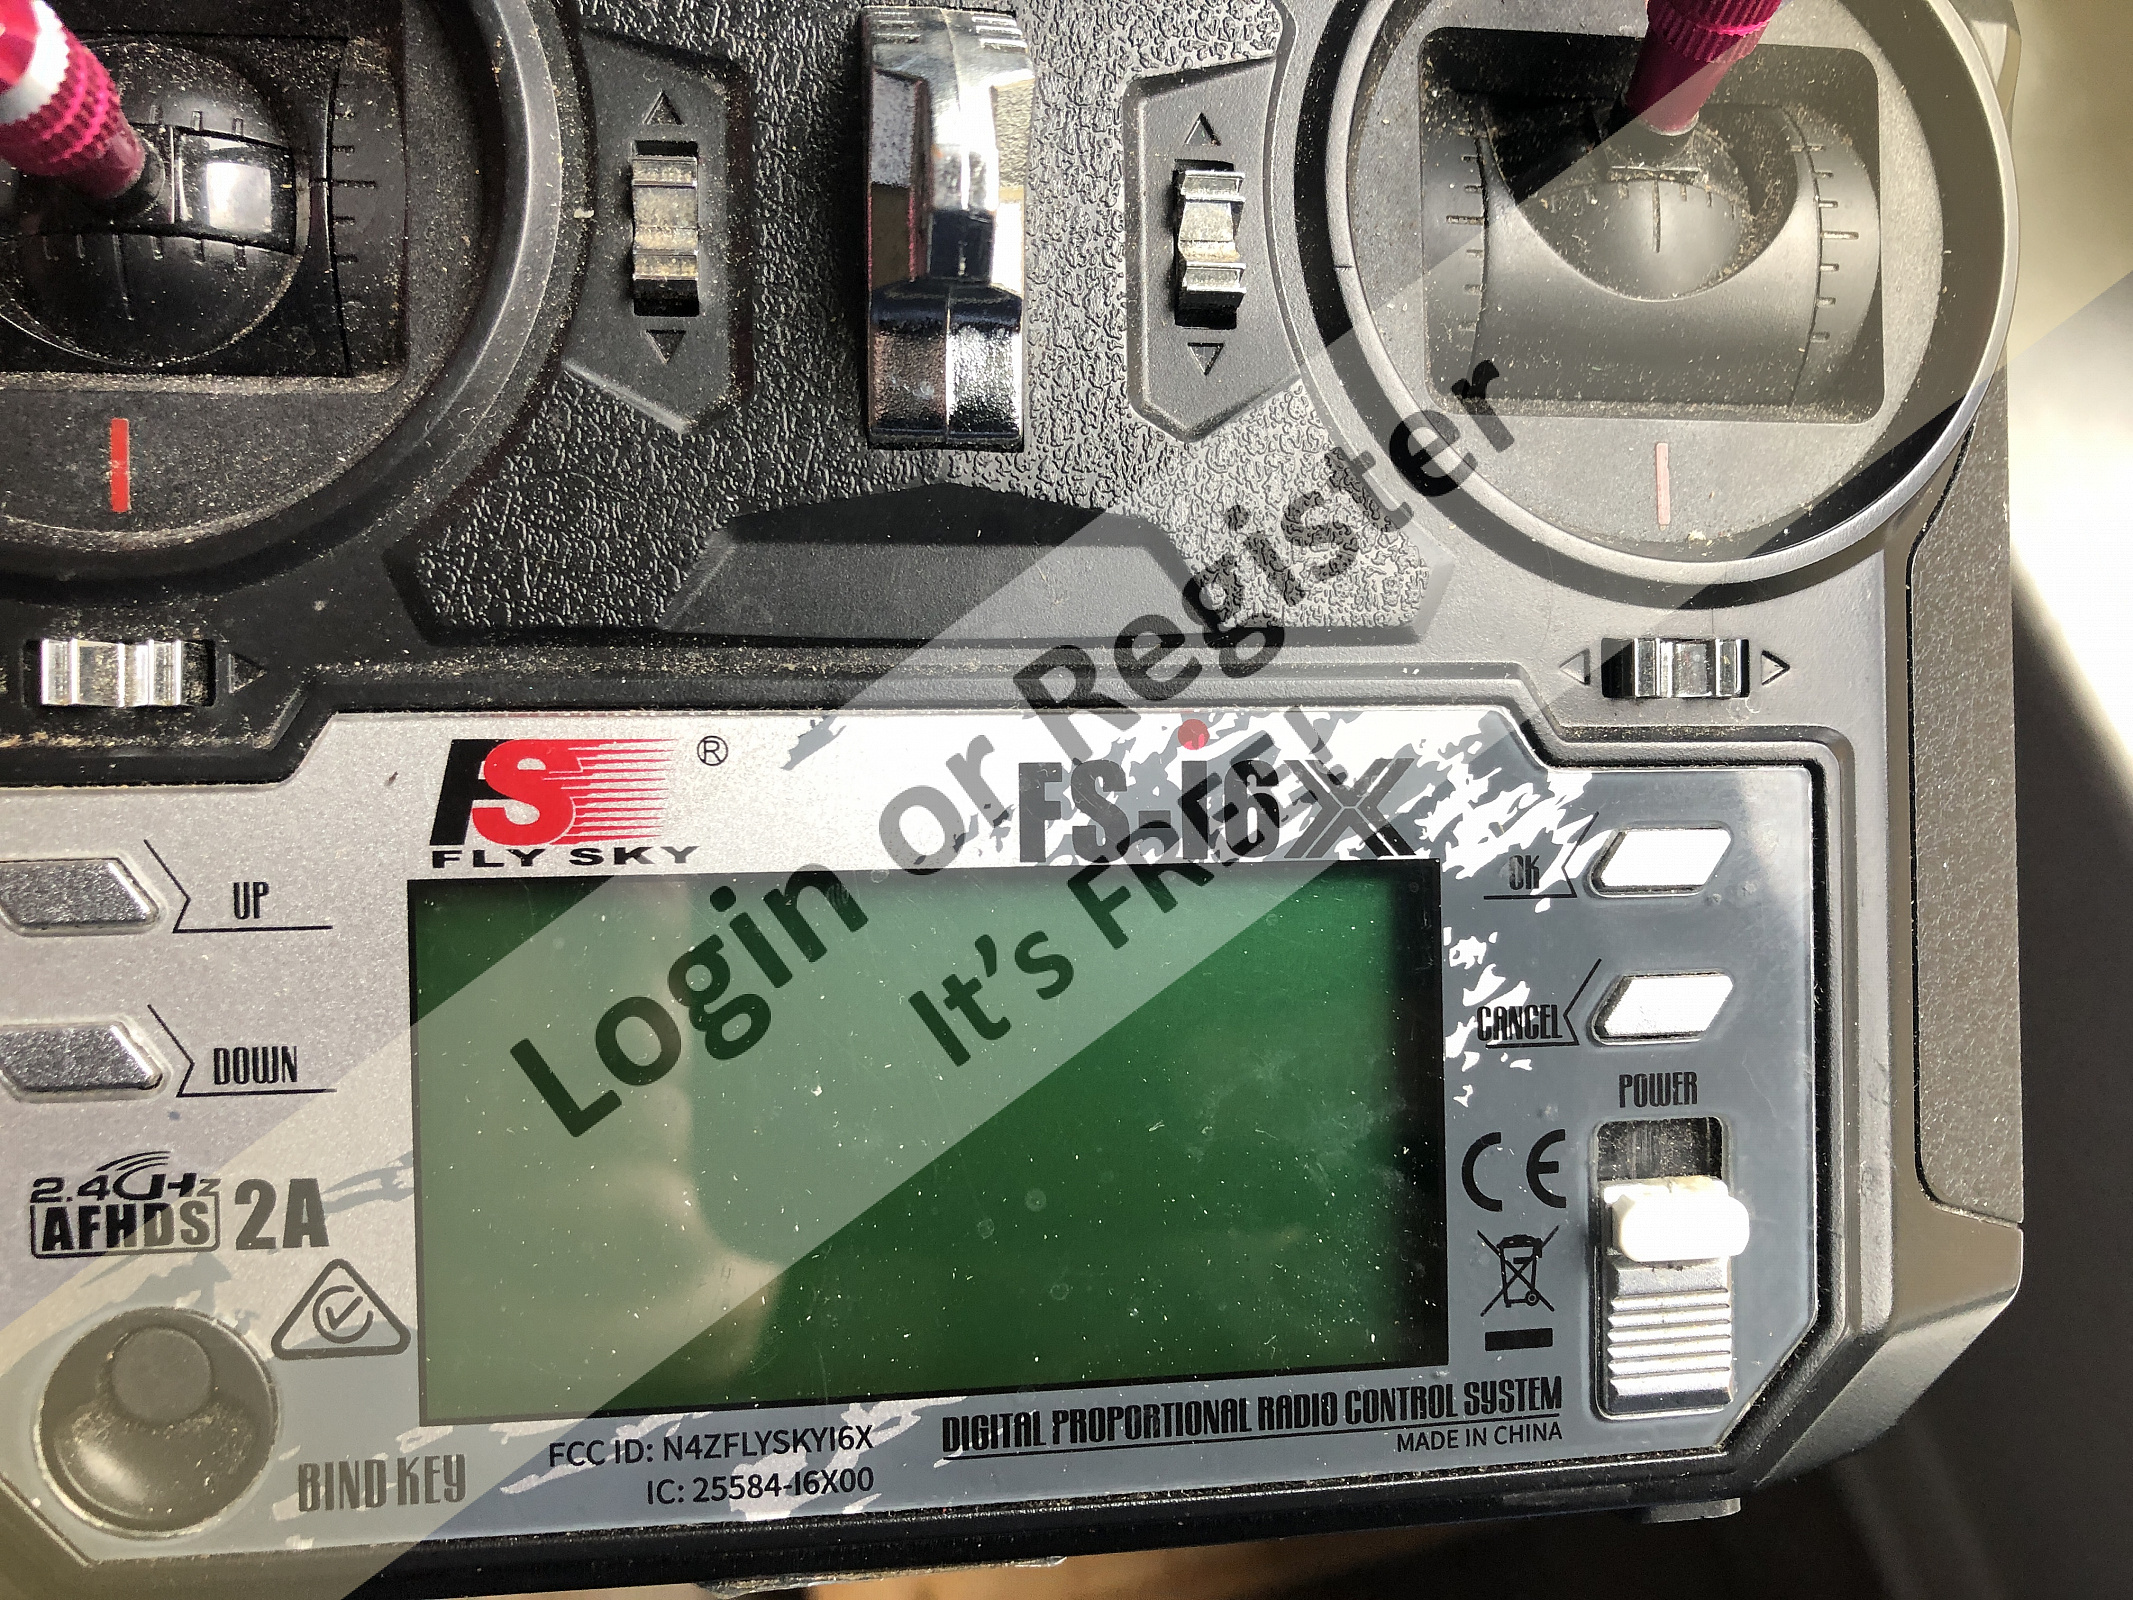 FS ®
FLY SKY
FS-i6X
UP
OK
DOWN
CANCEL
POWER
2.4GHz
AFHDS 2A
CE
BIND KEY
FCC ID: N4ZFLYSKYI6X
IC: 25584-I6X00
DIGITAL PROPORTIONAL RADIO CONTROL SYSTEM
MADE IN CHINA
Login or Register
It's FREE!